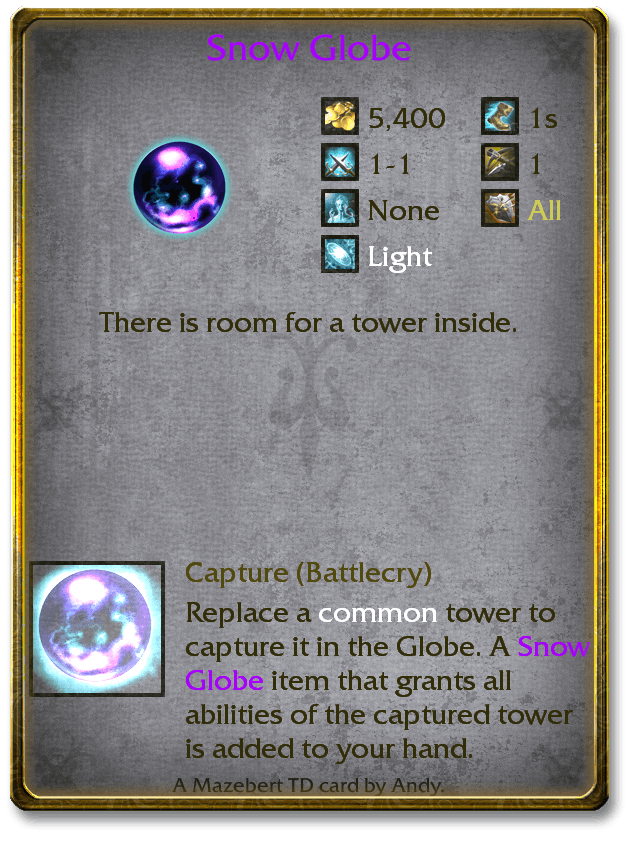 Snow Globe
5,400 1s
1-1 1
None All
Light
There is room for a tower inside.
Capture (Battlecry)
Replace a common tower to
capture it in the Globe. A Snow
Globe item that grants all
abilities of the captured tower
is added to your hand.
A Mazebert TD card by Andy.